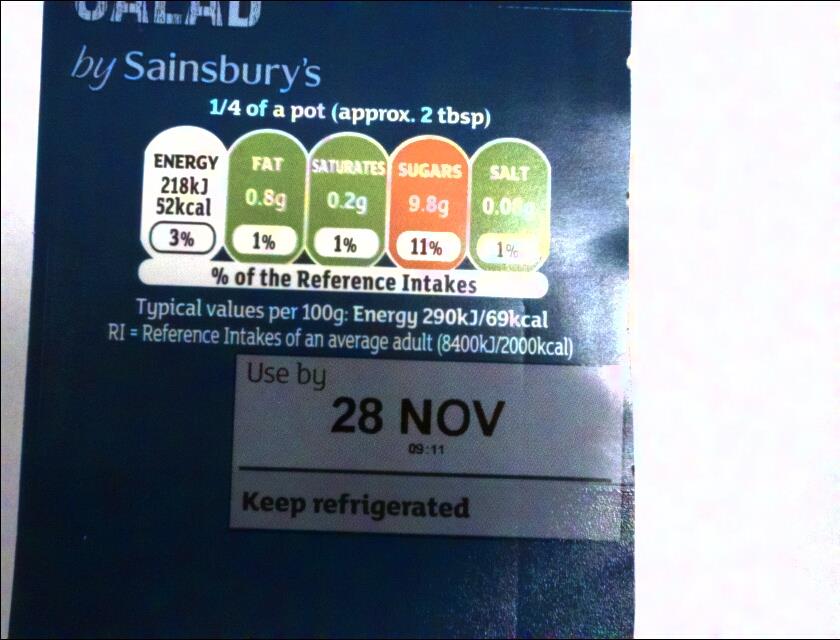 SALAD
by Sainsbury's
1/4 of a pot (approx. 2 tbsp)
ENERGY FAT SATURATES SUGARS SALT
218kJ
52kcal 0.8g 0.2g 9.8g
3% 1% 1% 11% 1%
% of the Reference Intakes
Typical values per 100g: Energy 290kJ/69kcal
RI = Reference Intakes of an average adult (8400kJ/2000kcal)
Use by
28 NOV
09:11
Keep refrigerated